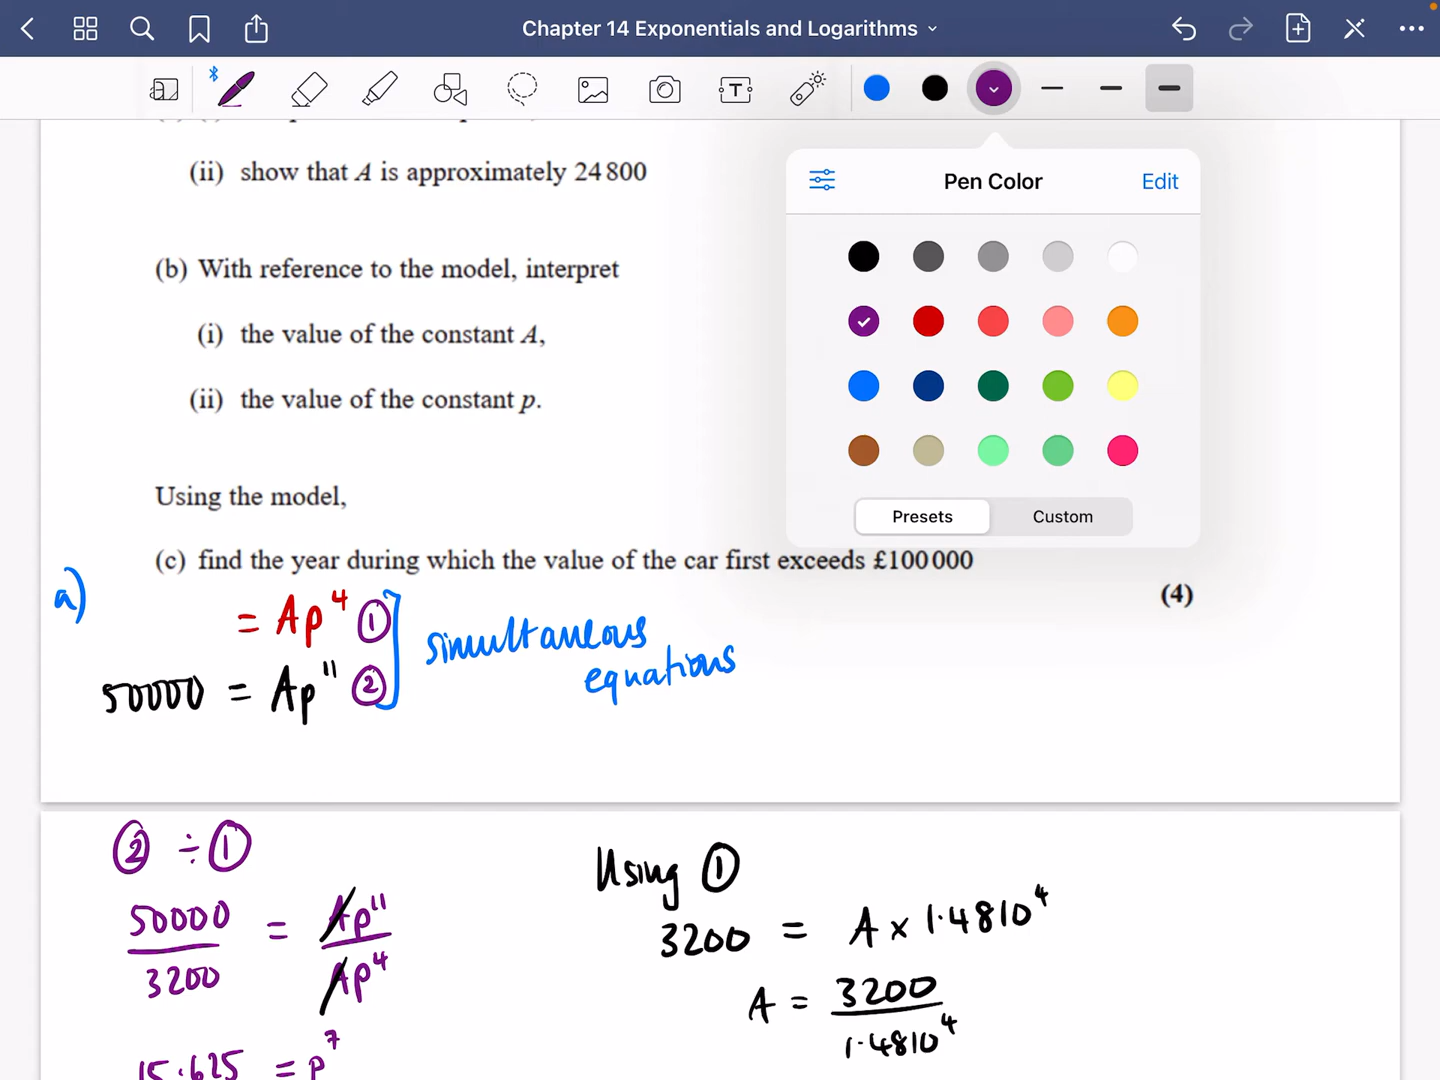 Chapter 14 Exponentials and Logarithms
(ii) show that A is approximately 24 800
(b) With reference to the model, interpret
(i) the value of the constant A,
(ii) the value of the constant p.
Using the model,
(c) find the year during which the value of the car first exceeds £100 000
(4)
Pen Color
Edit
Presets
Custom
a)
= Ap⁴ ①
50000 = Ap¹¹ ②
simultaneous
equations
② ÷ ①
50000 / 3200 = Ap¹¹ / Ap⁴
15.625 = p⁷
Using ①
3200 = A × 1.4810⁴
A = 3200 / 1.4810⁴